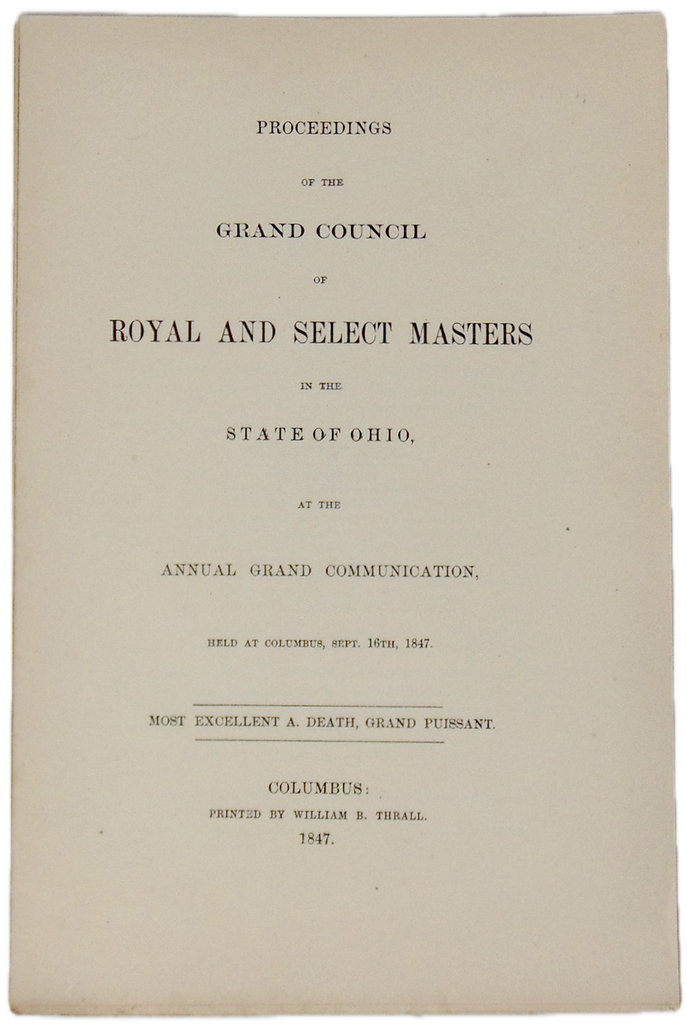 PROCEEDINGS
OF THE
GRAND COUNCIL
OF
ROYAL AND SELECT MASTERS
IN THE
STATE OF OHIO,
AT THE
ANNUAL GRAND COMMUNICATION,
HELD AT COLUMBUS, SEPT. 16TH, 1847.
MOST EXCELLENT A. DEATH, GRAND PUISSANT.
COLUMBUS:
PRINTED BY WILLIAM B. THRALL.
1847.